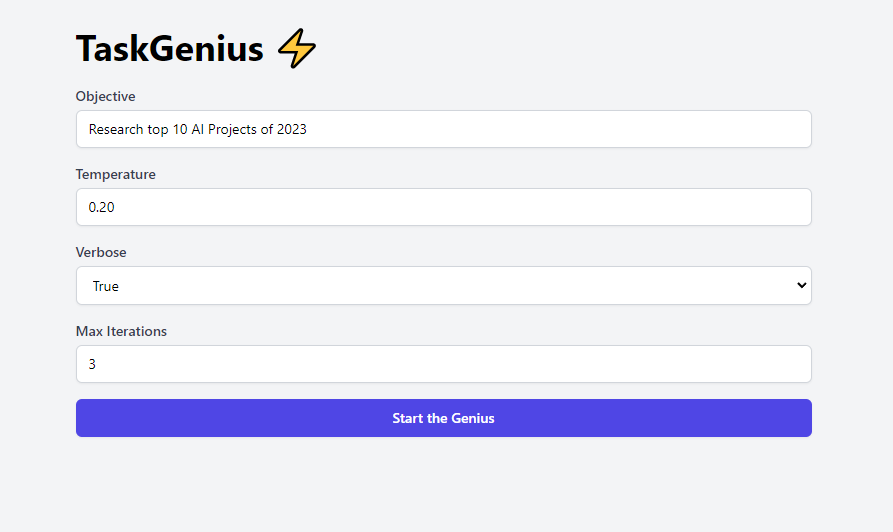 TaskGenius ⚡
Objective
Research top 10 AI Projects of 2023
Temperature
0.20
Verbose
True
Max Iterations
3
Start the Genius